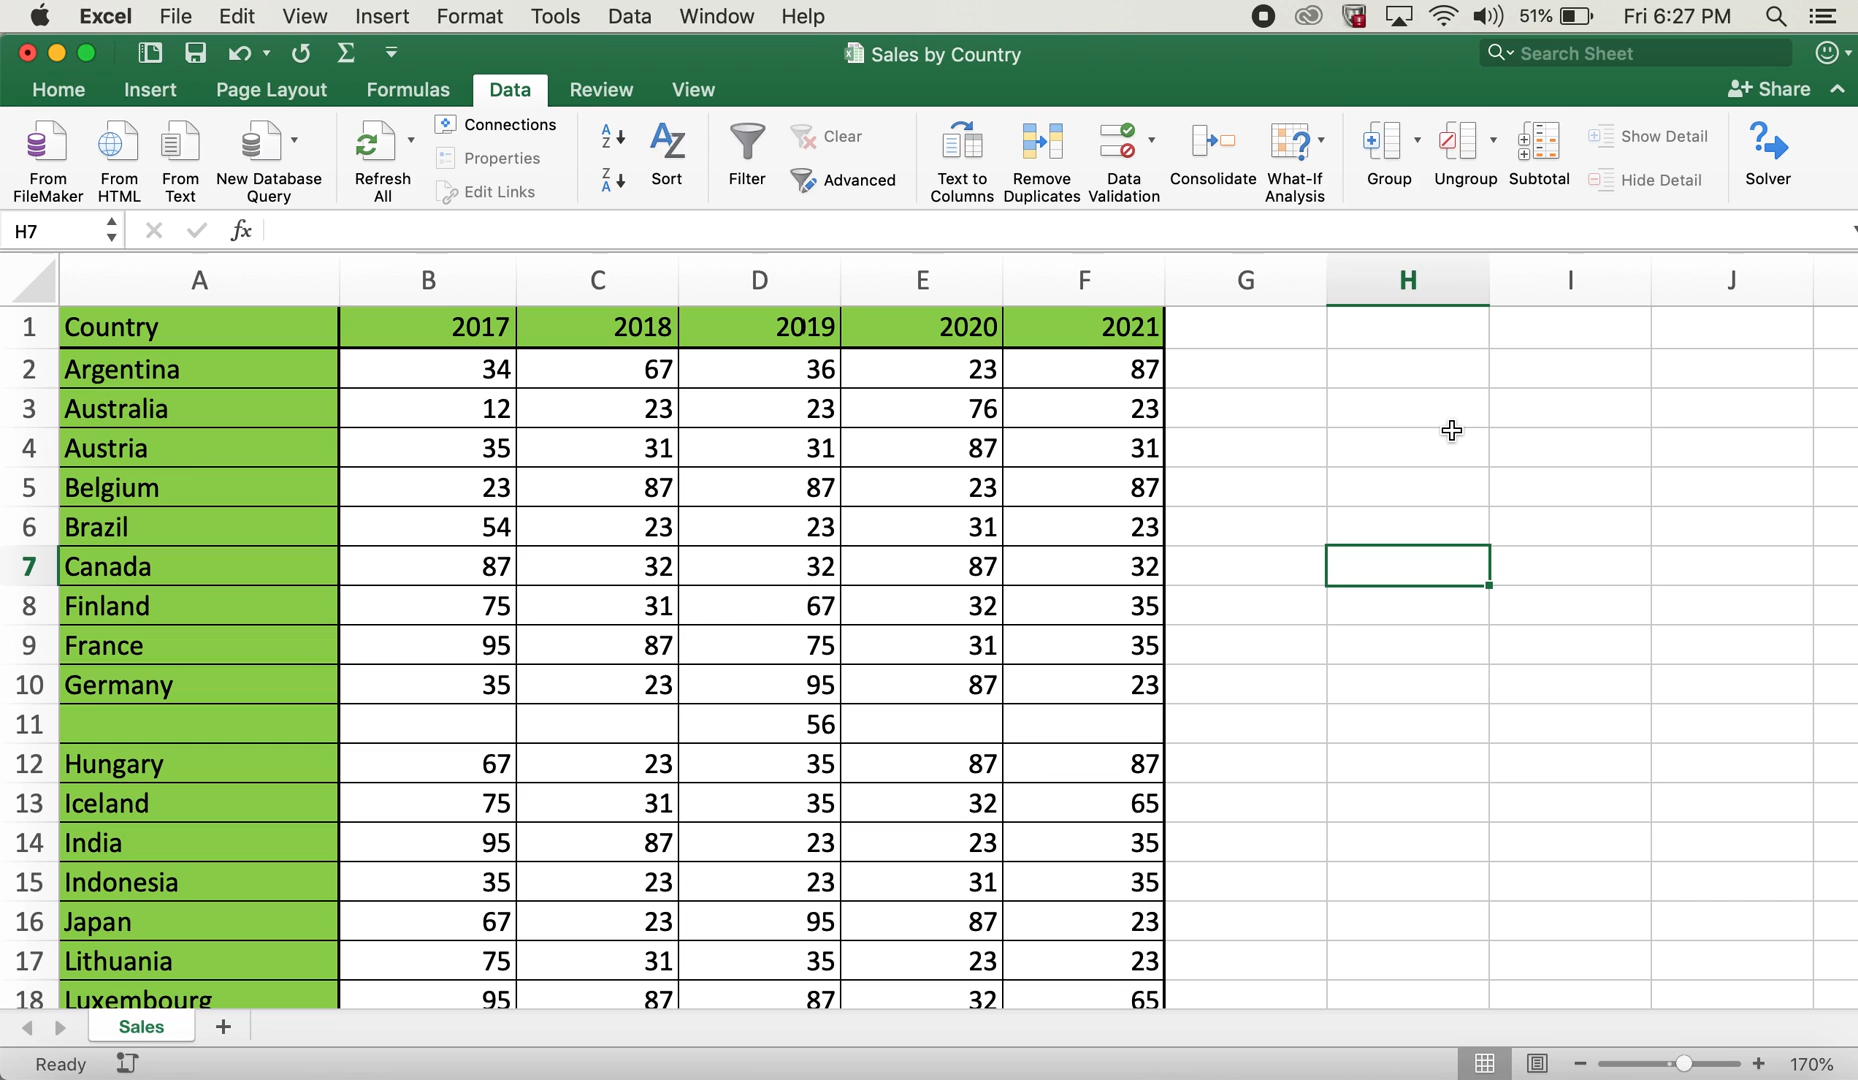 Excel File Edit View Insert Format Tools Data Window Help 51% Fri 6:27 PM
Sales by Country Search Sheet
Home Insert Page Layout Formulas Data Review View Share
From FileMaker
From HTML
From Text
New Database Query
Refresh All
Connections
Properties
Edit Links
Sort
Filter
Clear
Advanced
Text to Columns
Remove Duplicates
Data Validation
Consolidate
What-If Analysis
Group
Ungroup
Subtotal
Show Detail
Hide Detail
Solver
H7 fx
A B C D E F G H I J
1 Country 2017 2018 2019 2020 2021
2 Argentina 34 67 36 23 87
3 Australia 12 23 23 76 23
4 Austria 35 31 31 87 31
5 Belgium 23 87 87 23 87
6 Brazil 54 23 23 31 23
7 Canada 87 32 32 87 32
8 Finland 75 31 67 32 35
9 France 95 87 75 31 35
10 Germany 35 23 95 87 23
11 56
12 Hungary 67 23 35 87 87
13 Iceland 75 31 35 32 65
14 India 95 87 23 23 35
15 Indonesia 35 23 23 31 35
16 Japan 67 23 95 87 23
17 Lithuania 75 31 35 23 23
18 Luxembourg 95 87 87 32 65
Sales +
Ready 170%